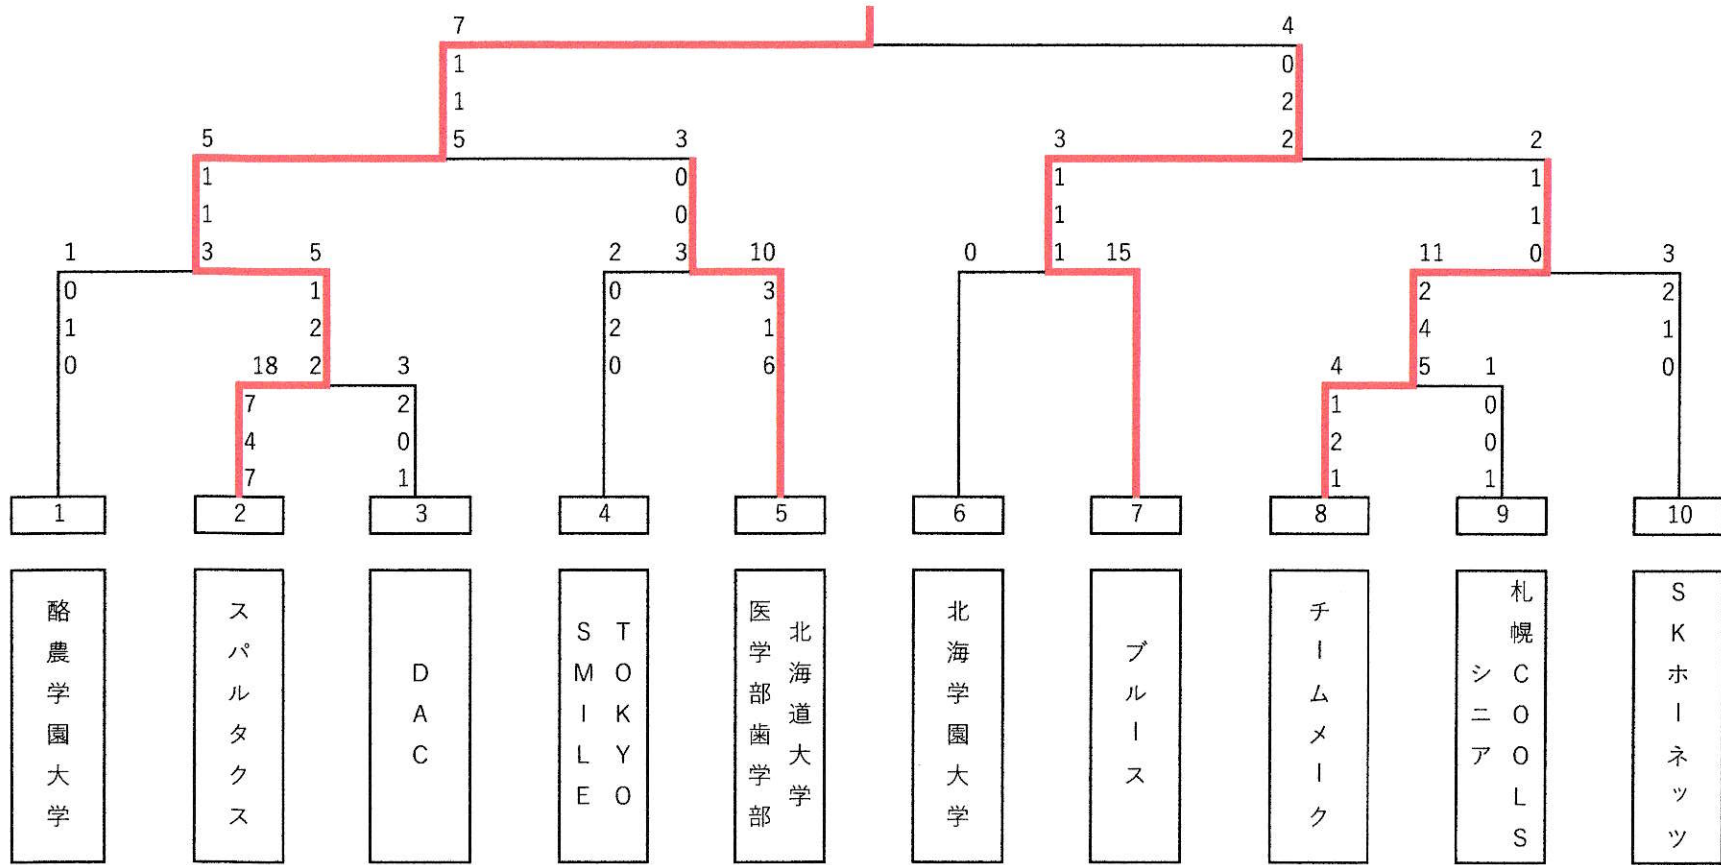 7 4
1 0
1 2
5 5 3 3 2 2
1 0 1 1
1 0 1 1
1 3 5 2 3 10 0 1 15 11 0 3
0 1 0 3 2 2
1 2 2 1 4 1
0 18 2 3 0 6 4 5 1 0
7 2 1 0
4 0 2 0
7 1 1 1
1 2 3 4 5 6 7 8 9 10
酪農学園大学
スパルタクス
DAC
TOKYO
SMILE
北海道大学
医学部歯学部
北海学園大学
ブルース
チームメーク
札幌COOLS
シニア
SKホーネッツ